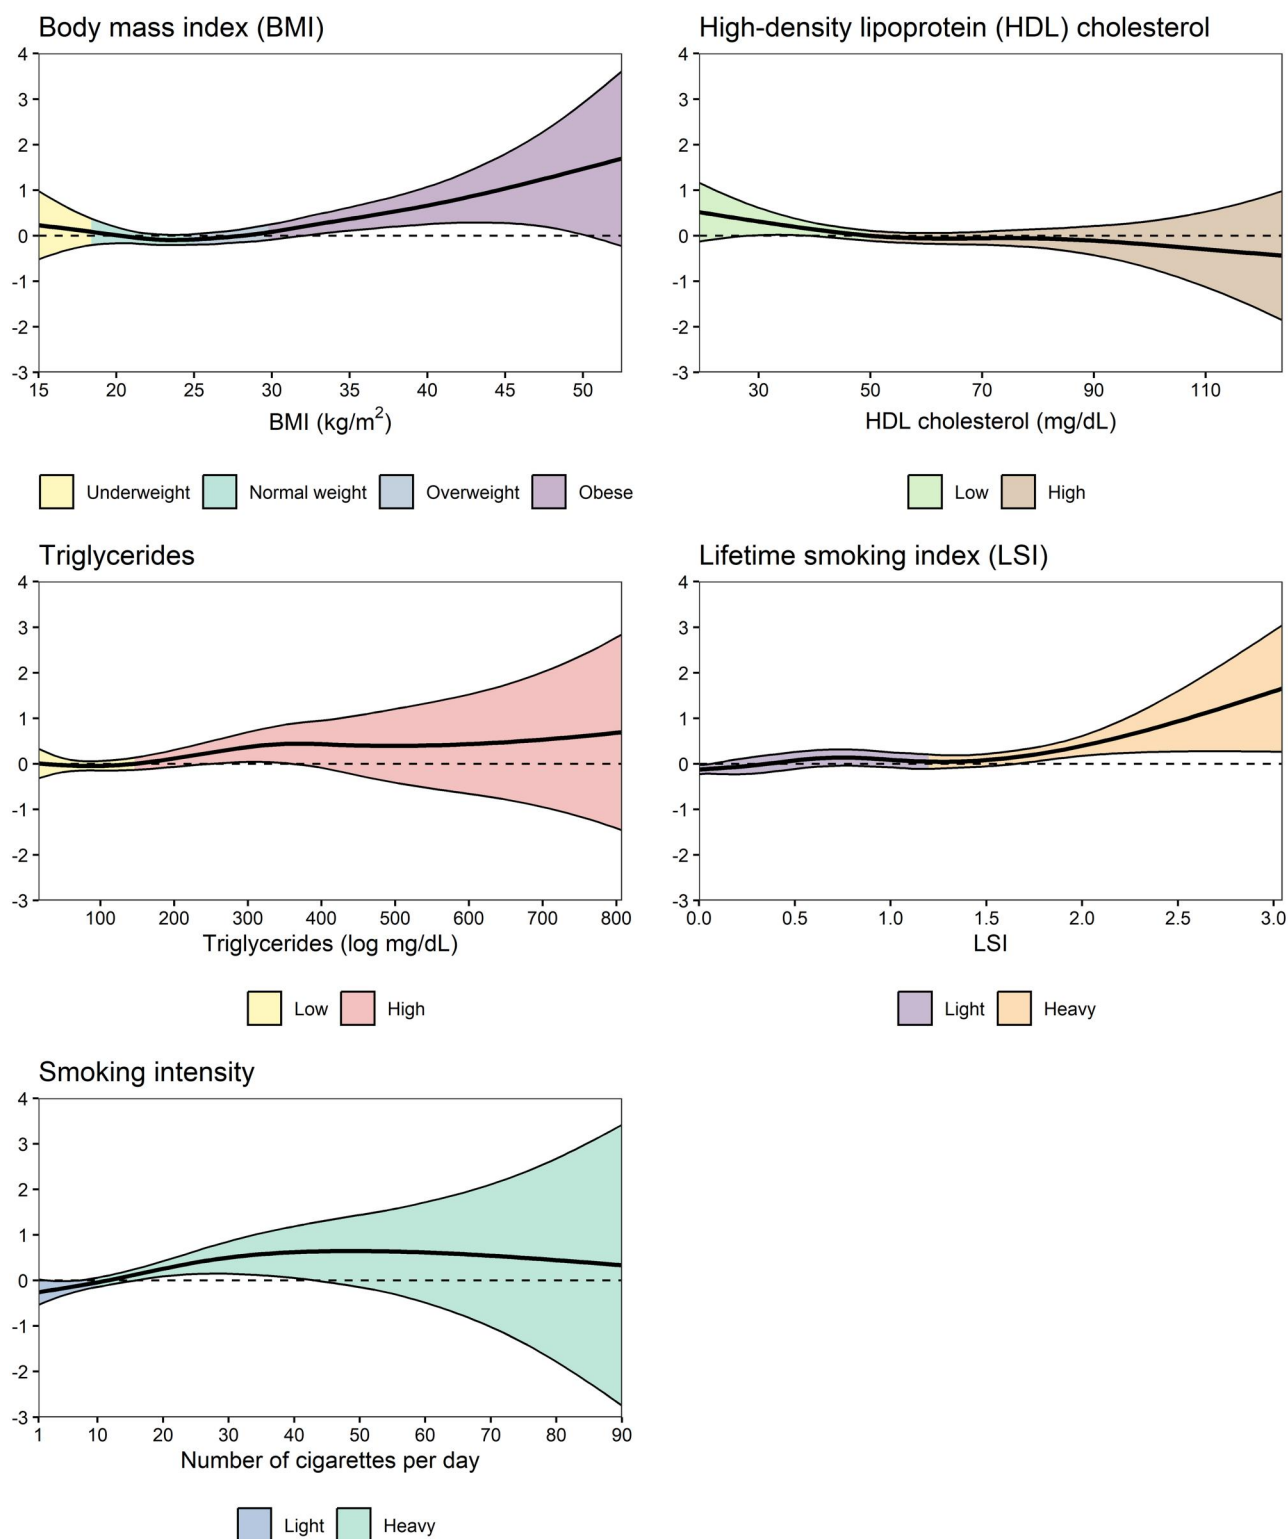 Body mass index (BMI)
4
3
2
1
0
-1
-2
-3
15 20 25 30 35 40 45 50
BMI (kg/m²)
Underweight Normal weight Overweight Obese
High-density lipoprotein (HDL) cholesterol
4
3
2
1
0
-1
-2
-3
30 50 70 90 110
HDL cholesterol (mg/dL)
Low High
Triglycerides
4
3
2
1
0
-1
-2
-3
100 200 300 400 500 600 700 800
Triglycerides (log mg/dL)
Low High
Lifetime smoking index (LSI)
4
3
2
1
0
-1
-2
-3
0.0 0.5 1.0 1.5 2.0 2.5 3.0
LSI
Light Heavy
Smoking intensity
4
3
2
1
0
-1
-2
-3
1 10 20 30 40 50 60 70 80 90
Number of cigarettes per day
Light Heavy